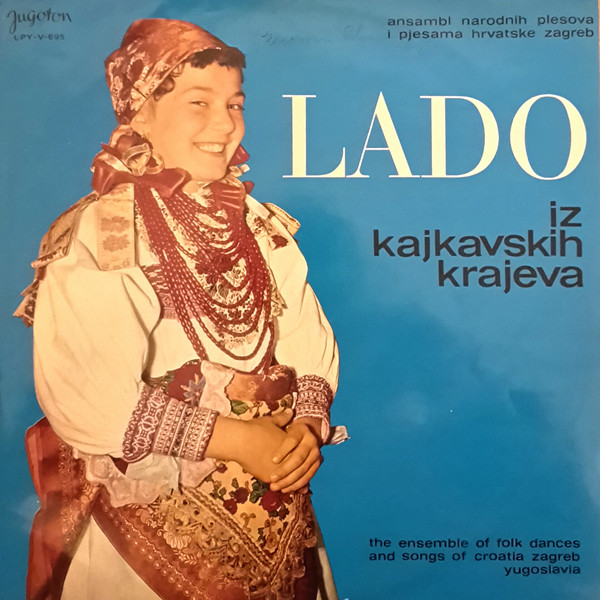 Jugoton
LPY-V-695
ansambl narodnih plesova
i pjesama hrvatske zagreb
LADO
iz
kajkavskih
krajeva
the ensemble of folk dances
and songs of croatia zagreb
yugoslavia